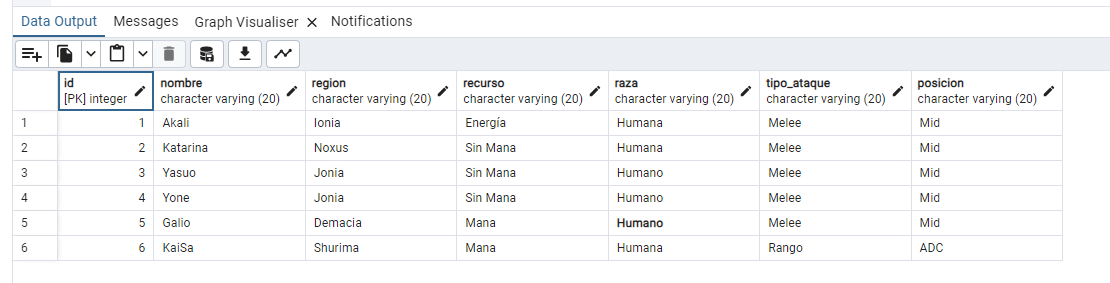 Data Output Messages Graph Visualiser Notifications
id nombre region recurso raza tipo_ataque posicion
[PK] integer character varying (20) character varying (20) character varying (20) character varying (20) character varying (20) character varying (20)
1 1 Akali Ionia Energía Humana Melee Mid
2 2 Katarina Noxus Sin Mana Humana Melee Mid
3 3 Yasuo Jonia Sin Mana Humano Melee Mid
4 4 Yone Jonia Sin Mana Humano Melee Mid
5 5 Galio Demacia Mana Humano Melee Mid
6 6 KaiSa Shurima Mana Humana Rango ADC